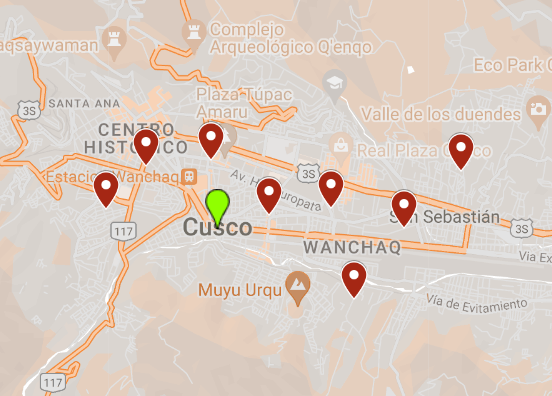 aqsaywaman
Complejo
Arqueológico Q'enqo
Eco Park C
3S
SANTA ANA
Plaza Túpac
Amaru
Valle de los duendes
CENTRO
HISTÓRICO
Real Plaza C sco
3S
Estacion Wanchaq
Av. H
uropara
San Sebastián
117
Cusco
3S
WANCHAQ
Via Ex
Muyu Urqu
Vía de Evitamiento
117